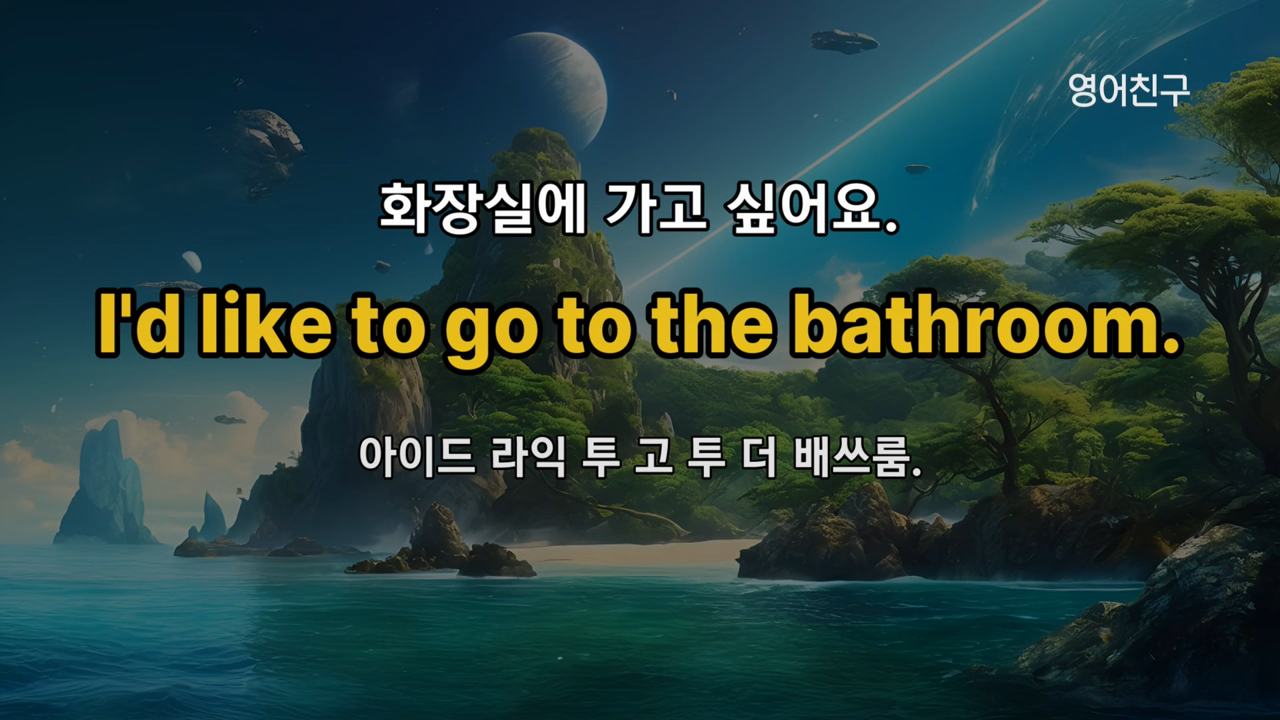 영어친구
화장실에 가고 싶어요.
I'd like to go to the bathroom.
아이드 라익 투 고 투 더 배쓰룸.